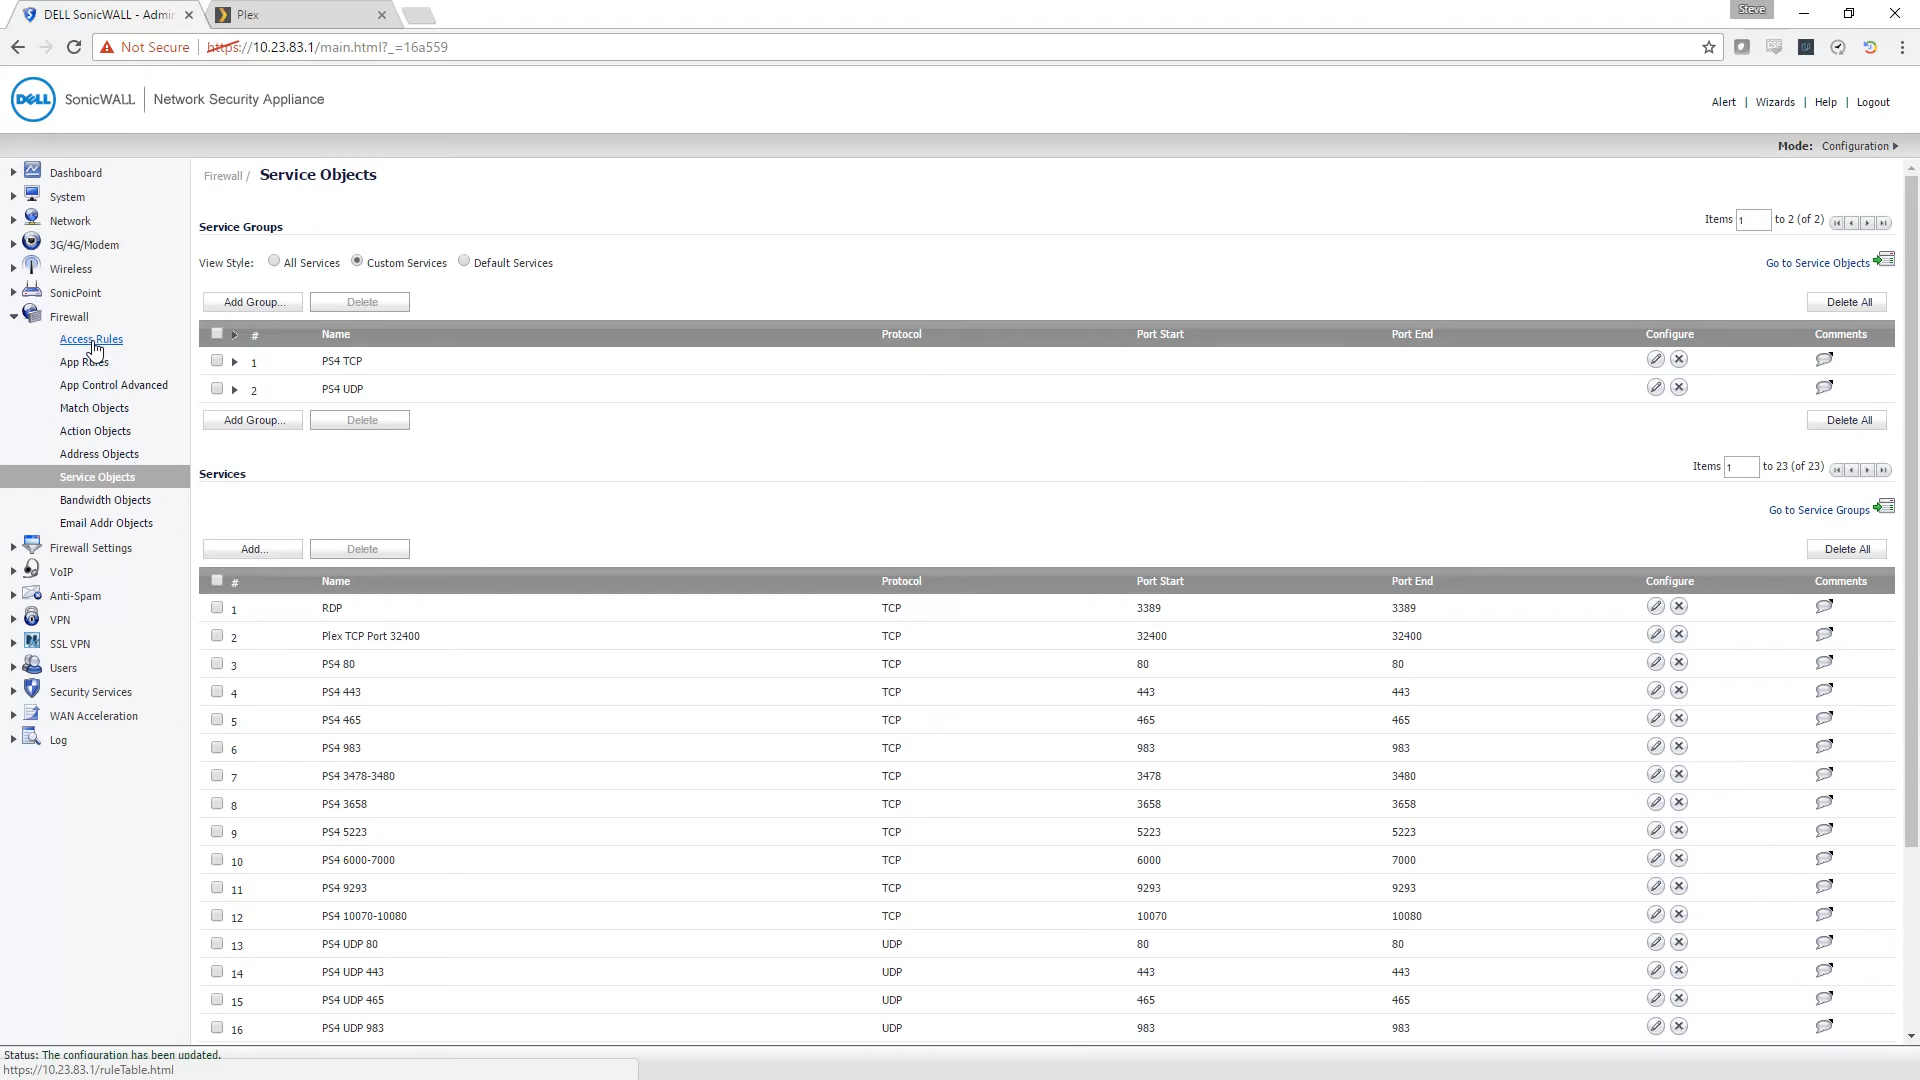 DELL SonicWALL - Admin
Plex
Steve
Not Secure
https://10.23.83.1/main.html?_=16a559
DELL
SonicWALL
Network Security Appliance
Alert | Wizards | Help | Logout
Mode: Configuration
Dashboard
System
Network
3G/4G/Modem
Wireless
SonicPoint
Firewall
Access Rules
App Rules
App Control Advanced
Match Objects
Action Objects
Address Objects
Service Objects
Bandwidth Objects
Email Addr Objects
Firewall Settings
VoIP
Anti-Spam
VPN
SSL VPN
Users
Security Services
WAN Acceleration
Log
Firewall / Service Objects
Service Groups
Items 1 to 2 (of 2)
View Style: All Services Custom Services Default Services
Go to Service Objects
Add Group... Delete Delete All
# Name Protocol Port Start Port End Configure Comments
1 PS4 TCP
2 PS4 UDP
Add Group... Delete Delete All
Services
Items 1 to 23 (of 23)
Go to Service Groups
Add... Delete Delete All
# Name Protocol Port Start Port End Configure Comments
1 RDP TCP 3389 3389
2 Plex TCP Port 32400 TCP 32400 32400
3 PS4 80 TCP 80 80
4 PS4 443 TCP 443 443
5 PS4 465 TCP 465 465
6 PS4 983 TCP 983 983
7 PS4 3478-3480 TCP 3478 3480
8 PS4 3658 TCP 3658 3658
9 PS4 5223 TCP 5223 5223
10 PS4 6000-7000 TCP 6000 7000
11 PS4 9293 TCP 9293 9293
12 PS4 10070-10080 TCP 10070 10080
13 PS4 UDP 80 UDP 80 80
14 PS4 UDP 443 UDP 443 443
15 PS4 UDP 465 UDP 465 465
16 PS4 UDP 983 UDP 983 983
Status: The configuration has been updated.
https://10.23.83.1/ruleTable.html